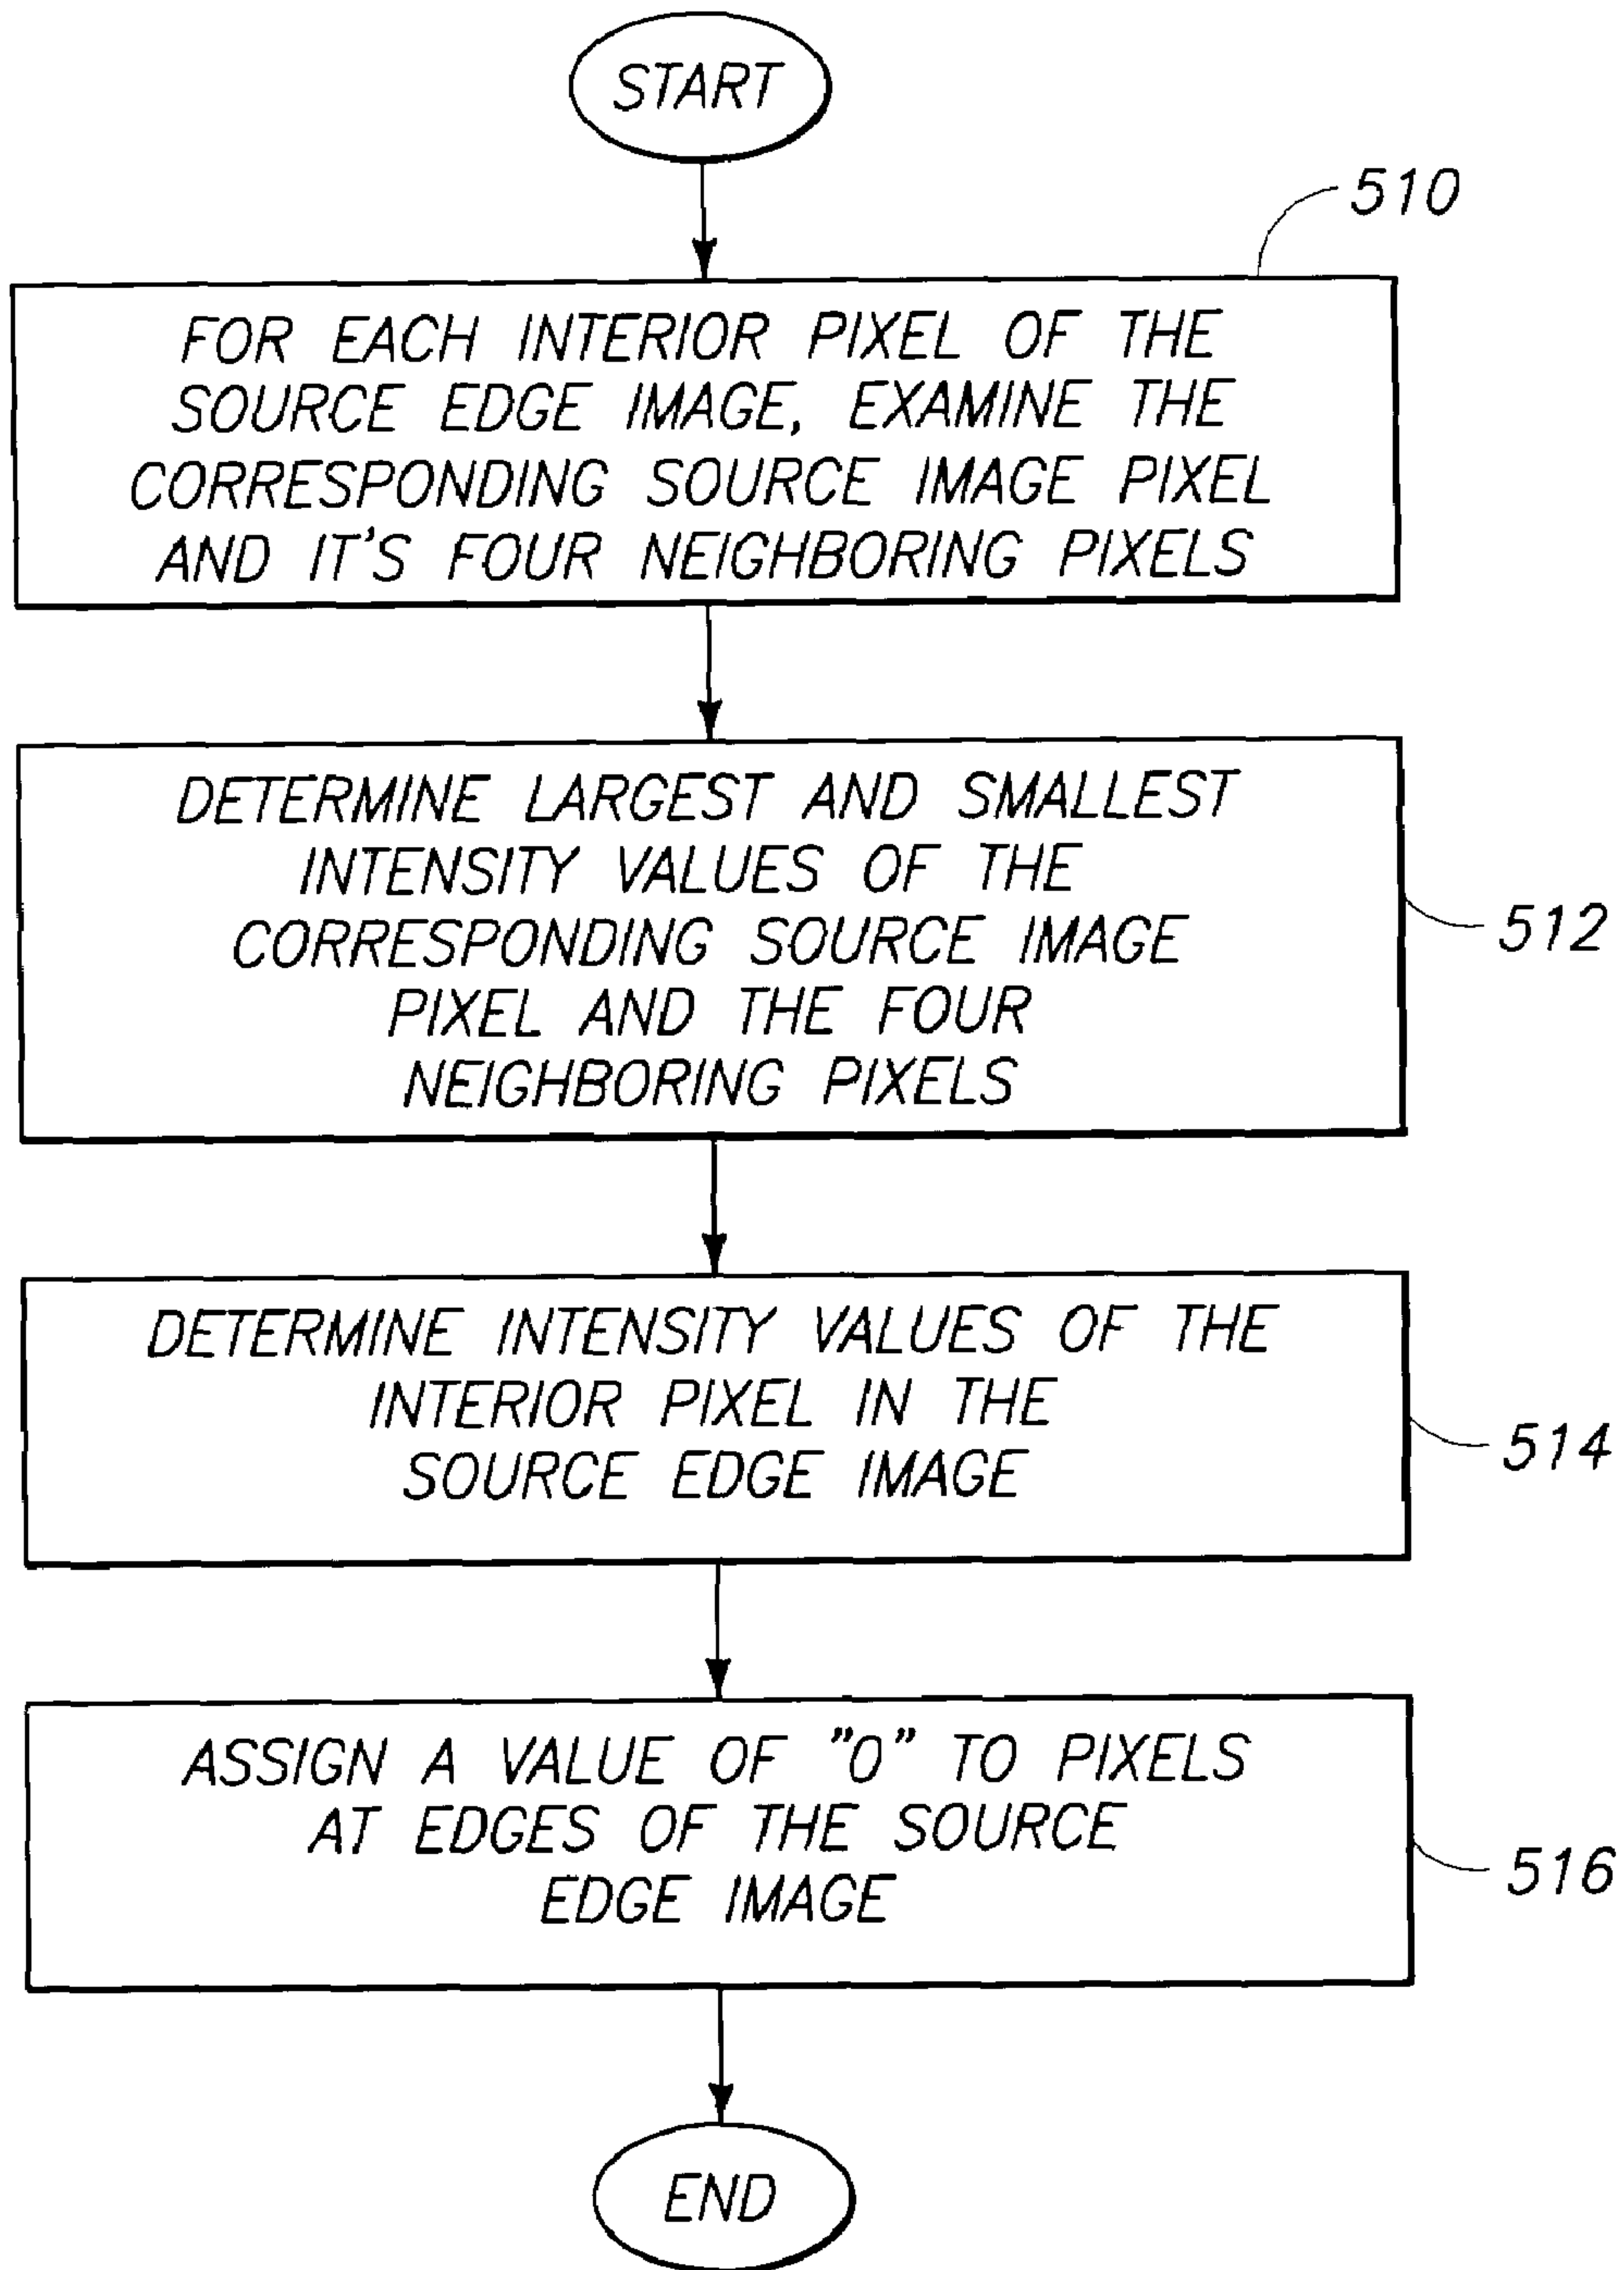 START
510
FOR EACH INTERIOR PIXEL OF THE
SOURCE EDGE IMAGE, EXAMINE THE
CORRESPONDING SOURCE IMAGE PIXEL
AND IT'S FOUR NEIGHBORING PIXELS
DETERMINE LARGEST AND SMALLEST
INTENSITY VALUES OF THE
CORRESPONDING SOURCE IMAGE
PIXEL AND THE FOUR
NEIGHBORING PIXELS
512
DETERMINE INTENSITY VALUES OF THE
INTERIOR PIXEL IN THE
SOURCE EDGE IMAGE
514
ASSIGN A VALUE OF "0" TO PIXELS
AT EDGES OF THE SOURCE
EDGE IMAGE
516
END